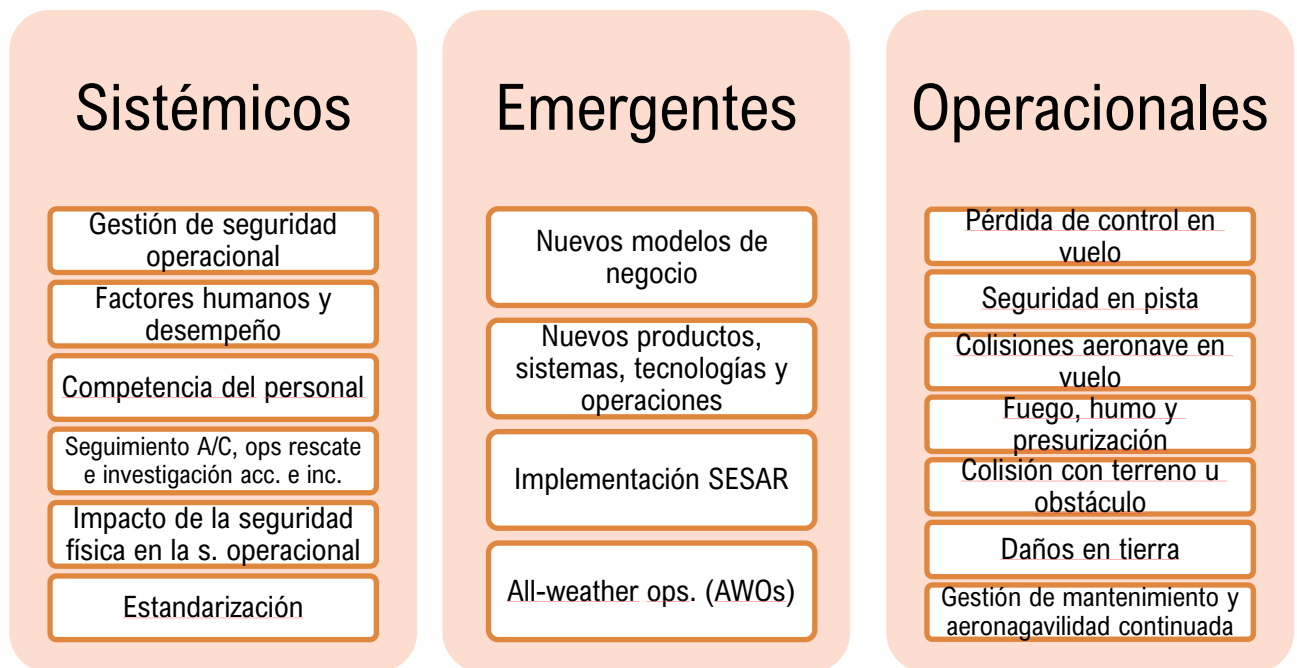 Sistémicos
Gestión de seguridad
operacional
Factores humanos y
desempeño
Competencia del personal
Seguimiento A/C, ops rescate
e investigación acc. e inc.
Impacto de la seguridad
física en la s. operacional
Estandarización
Emergentes
Nuevos modelos de
negocio
Nuevos productos,
sistemas, tecnologías y
operaciones
Implementación SESAR
All-weather ops. (AWOs)
Operacionales
Pérdida de control en
vuelo
Seguridad en pista
Colisiones aeronave en
vuelo
Fuego, humo y
presurización
Colisión con terreno u
obstáculo
Daños en tierra
Gestión de mantenimiento y
aeronagavilidad continuada